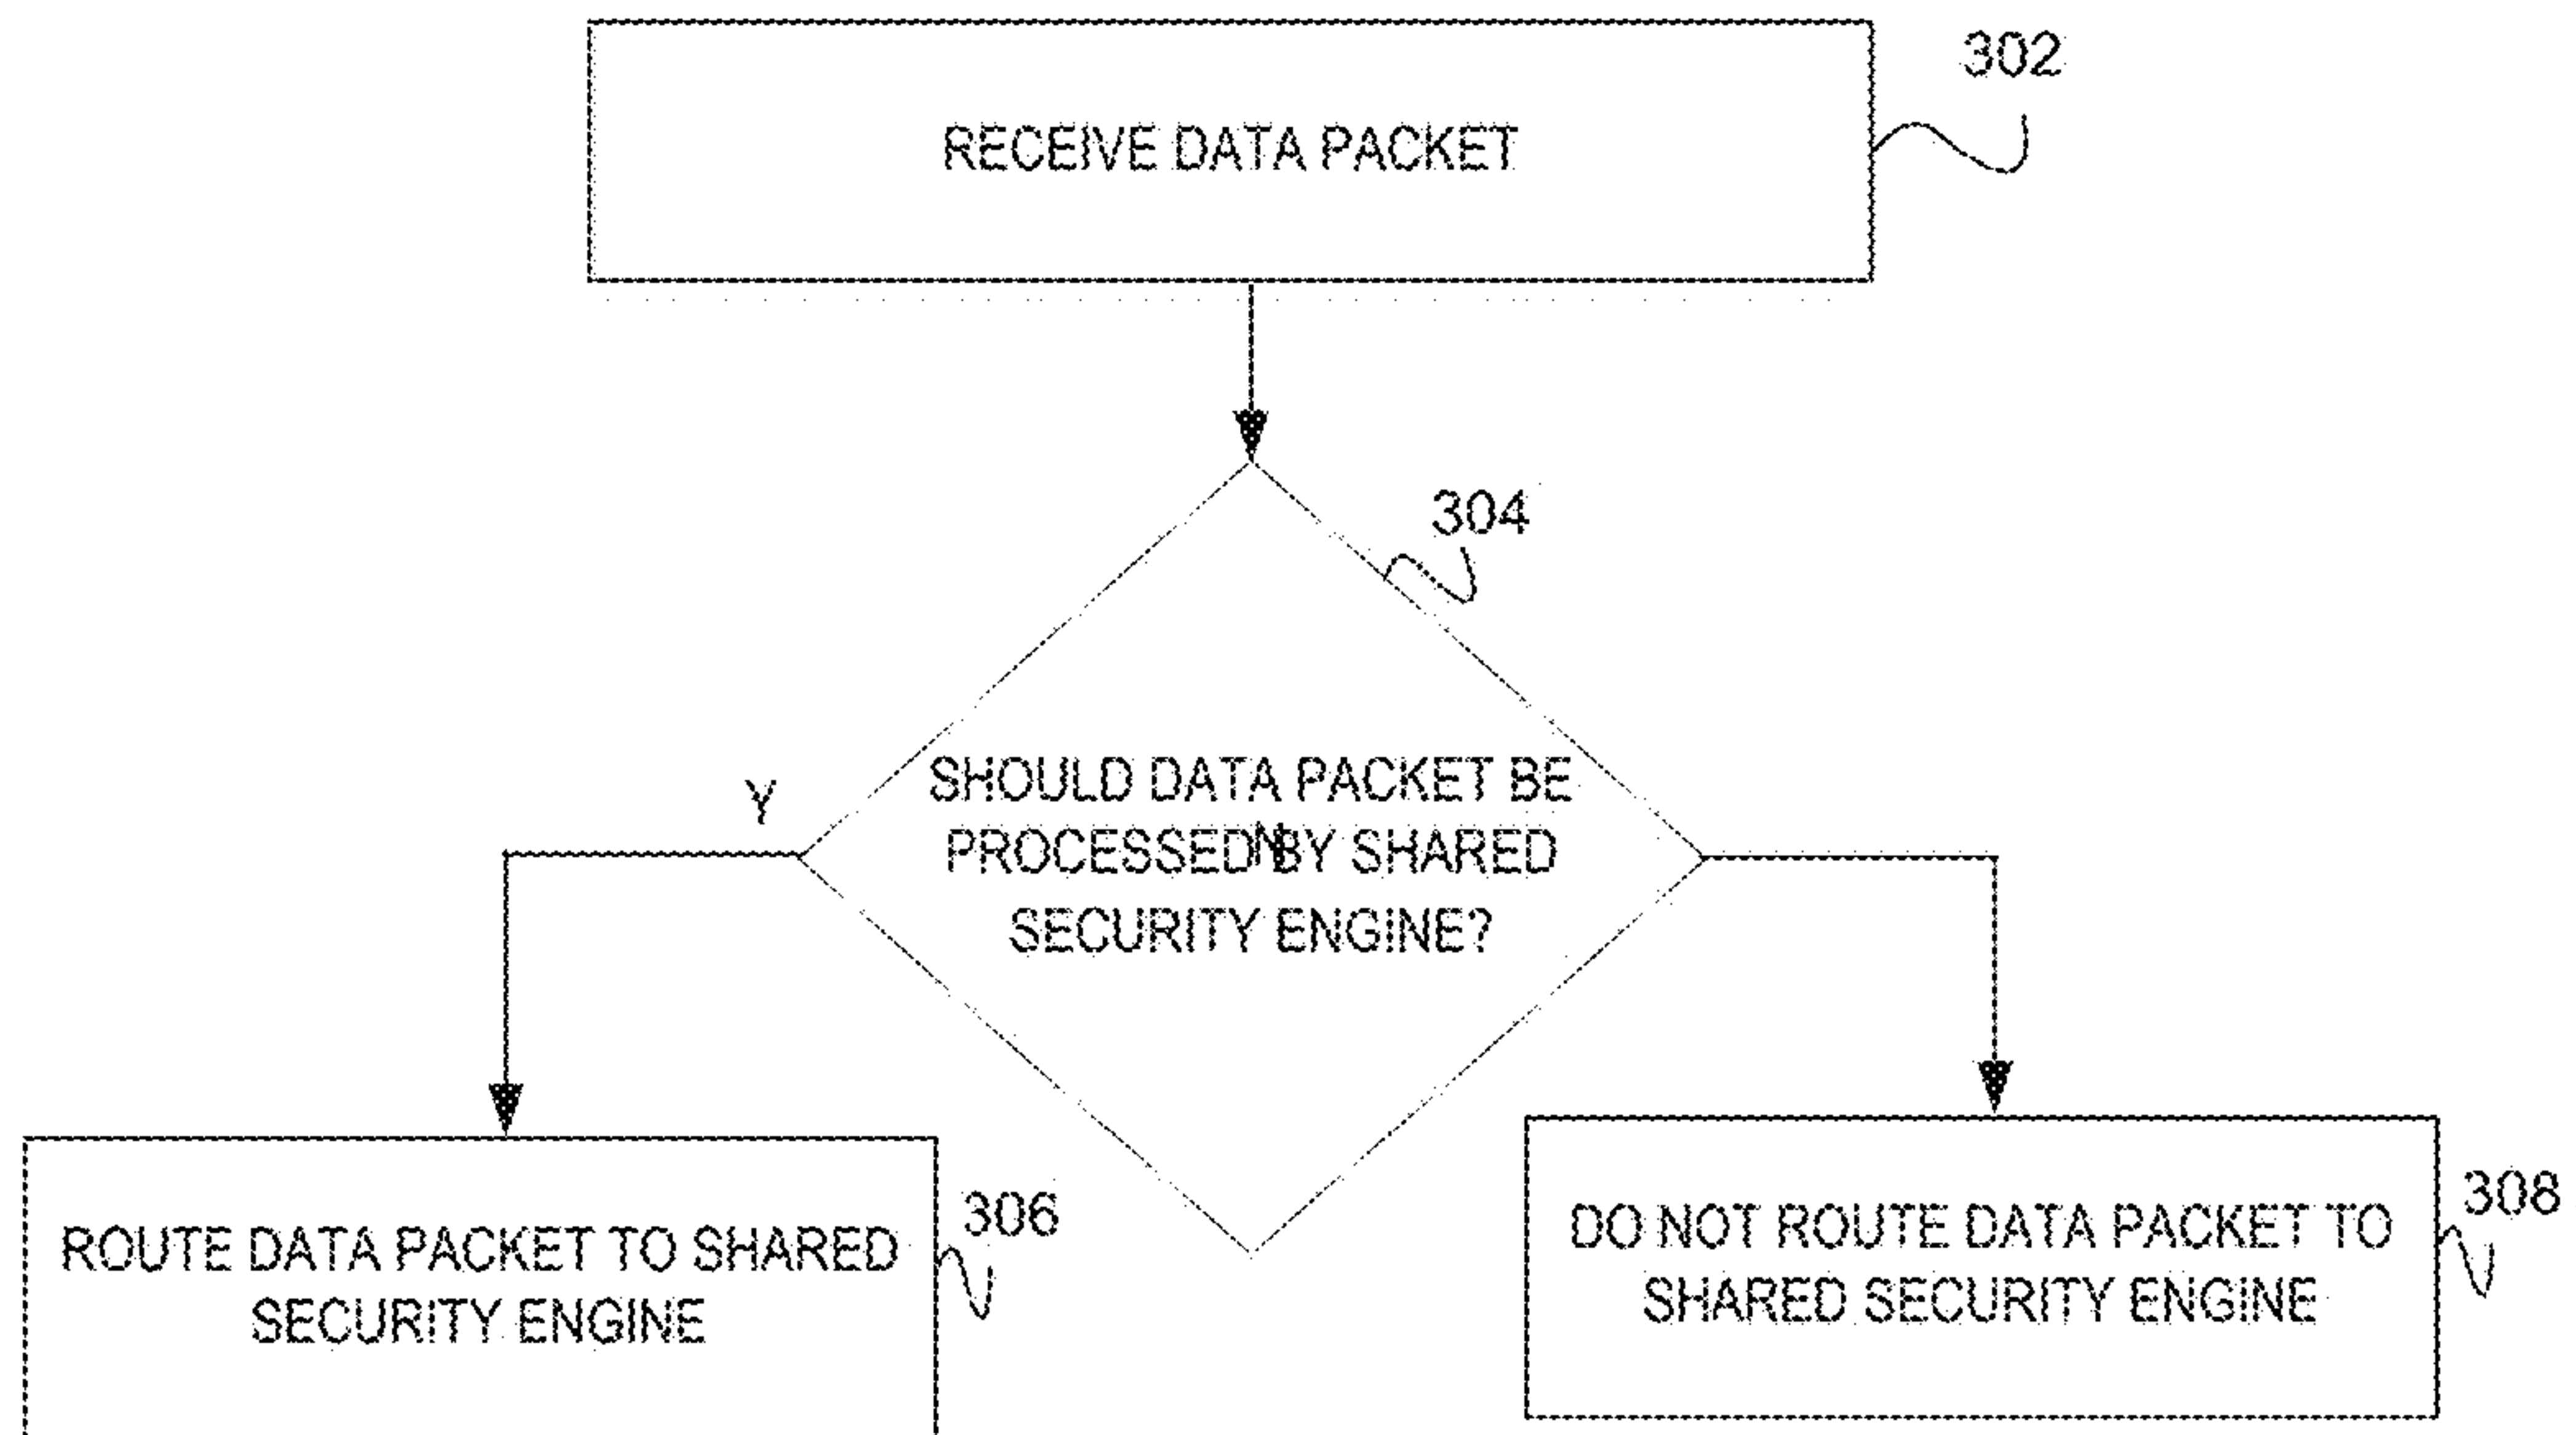 302
RECEIVE DATA PACKET
304
Y
SHOULD DATA PACKET BE
PROCESSED BY SHARED
N
SECURITY ENGINE?
306
ROUTE DATA PACKET TO SHARED
SECURITY ENGINE
308
DO NOT ROUTE DATA PACKET TO
SHARED SECURITY ENGINE